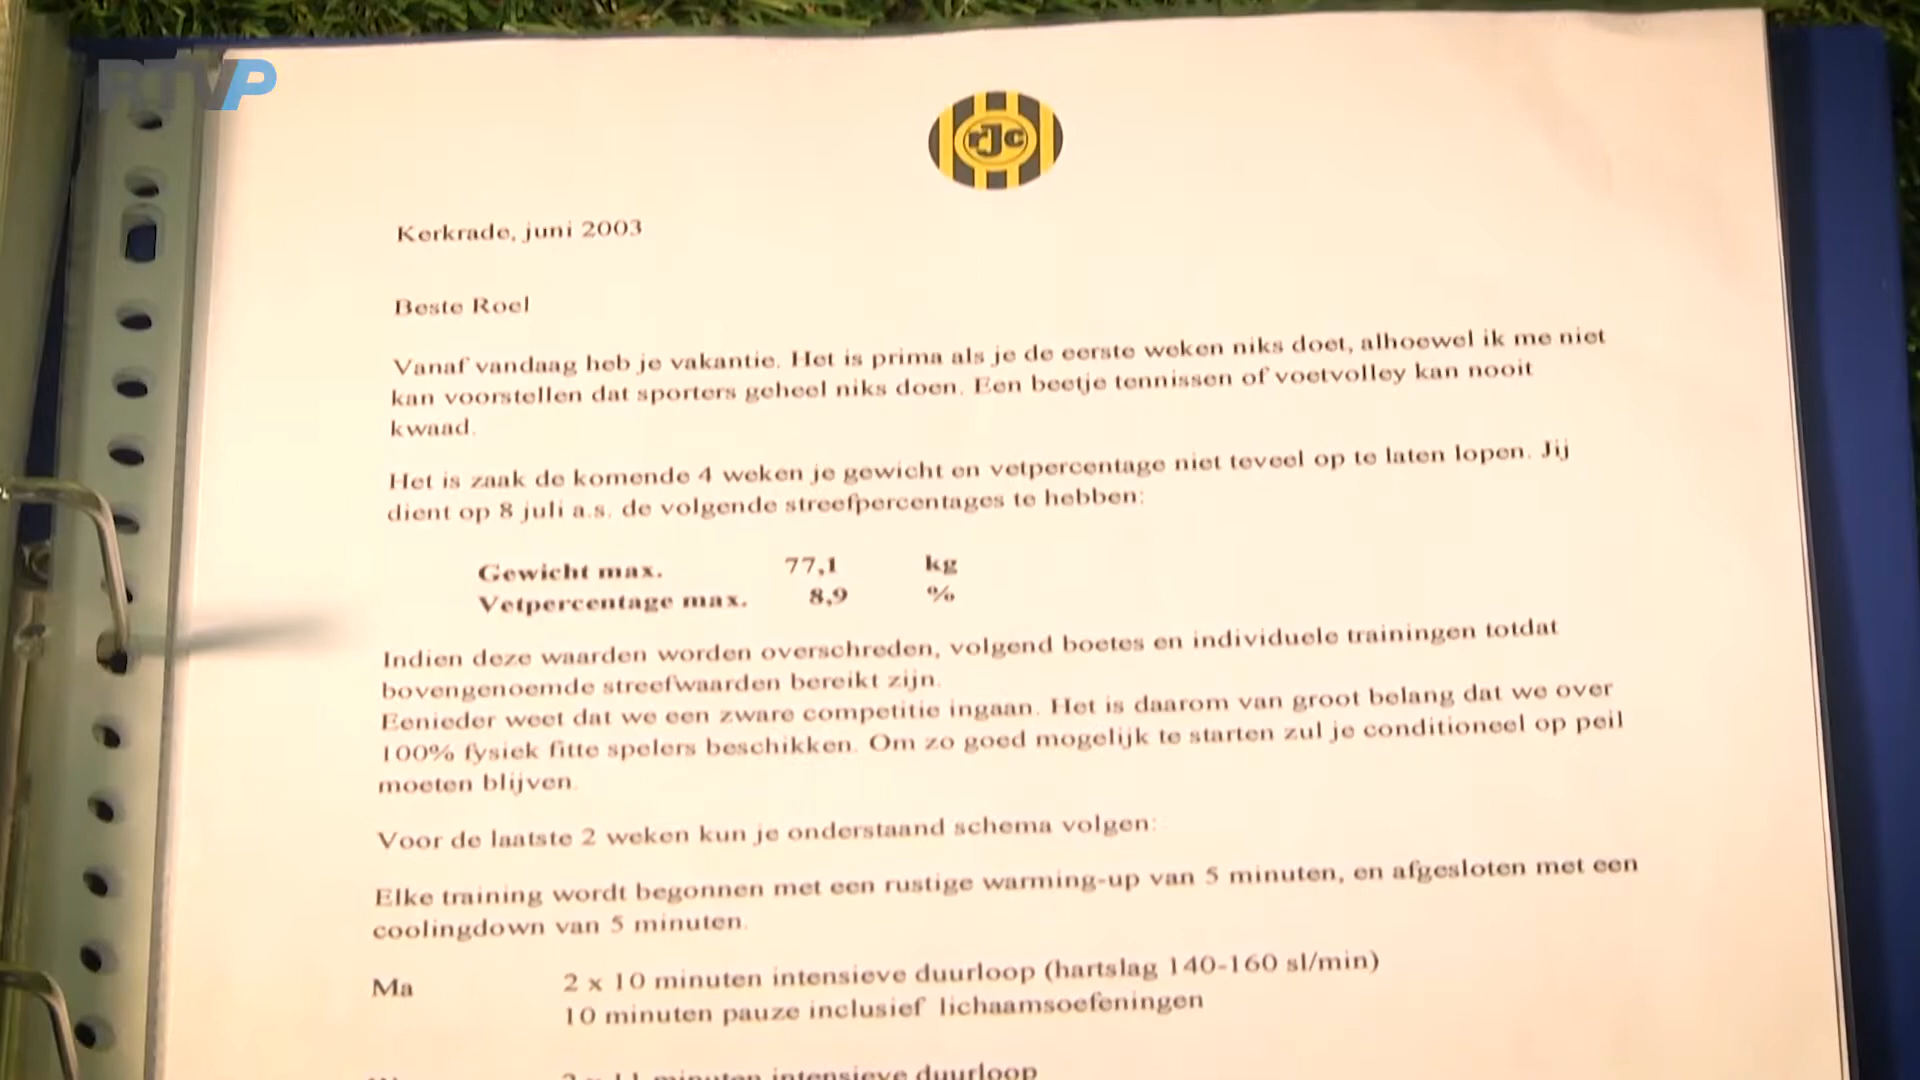 RTVP
rJc
Kerkrade, juni 2003
Beste Roel
Vanaf vandaag heb je vakantie. Het is prima als je de eerste weken niks doet, alhoewel ik me niet
kan voorstellen dat sporters geheel niks doen. Een beetje tennissen of voetvolley kan nooit
kwaad.
Het is zaak de komende 4 weken je gewicht en vetpercentage niet teveel op te laten lopen. Jij
dient op 8 juli a.s. de volgende streefpercentages te hebben:
Gewicht max. 77,1 kg
Vetpercentage max. 8,9 %
Indien deze waarden worden overschreden, volgend boetes en individuele trainingen totdat
bovengenoemde streefwaarden bereikt zijn.
Eenieder weet dat we een zware competitie ingaan. Het is daarom van groot belang dat we over
100% fysiek fitte spelers beschikken. Om zo goed mogelijk te starten zul je conditioneel op peil
moeten blijven.
Voor de laatste 2 weken kun je onderstaand schema volgen:
Elke training wordt begonnen met een rustige warming-up van 5 minuten, en afgesloten met een
coolingdown van 5 minuten.
Ma 2 x 10 minuten intensieve duurloop (hartslag 140-160 sl/min)
10 minuten pauze inclusief lichaamsoefeningen
2 x 11 minuten intensieve duurloop